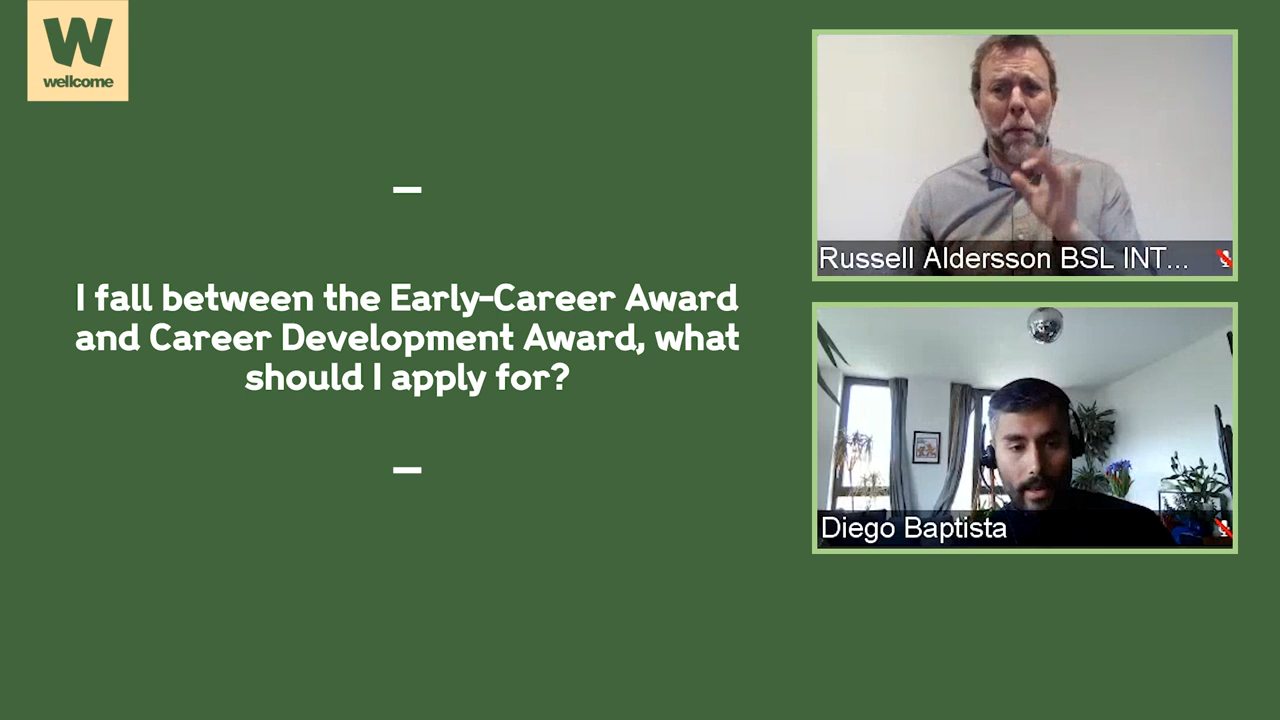 W
wellcome
–
I fall between the Early-Career Award
and Career Development Award, what
should I apply for?
–
Russell Aldersson BSL INT...
Diego Baptista